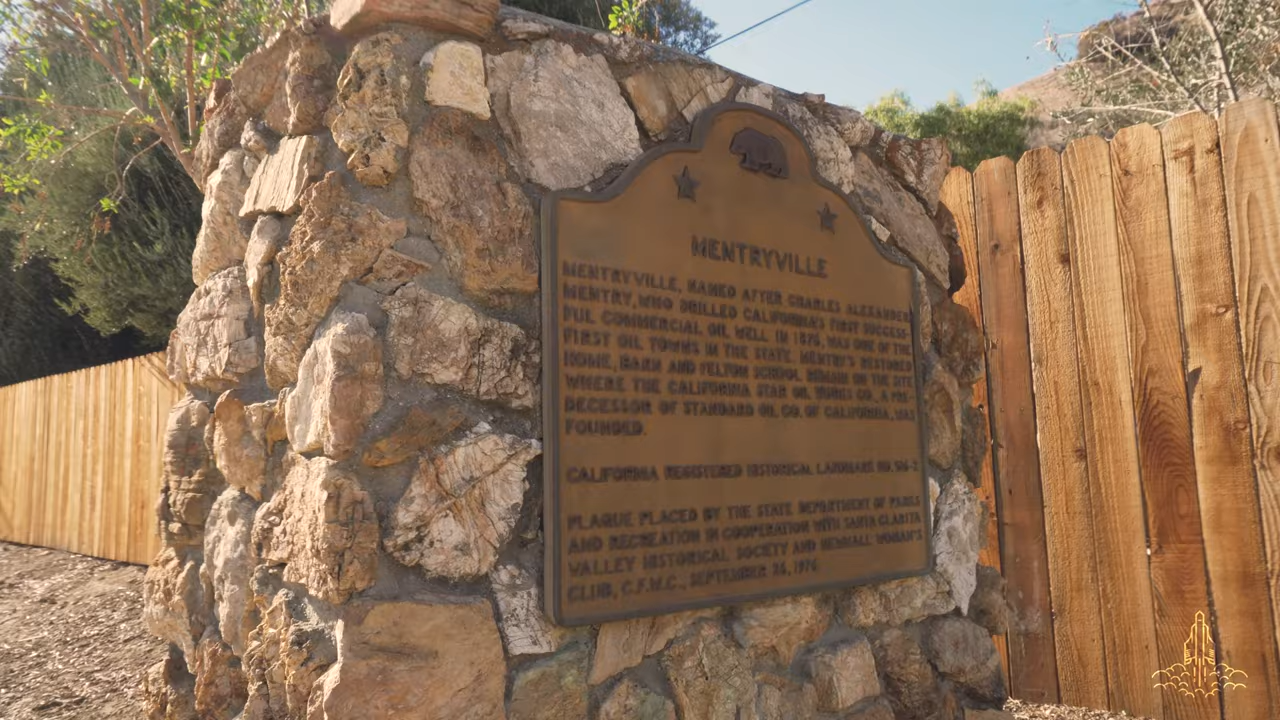 MENTRYVILLE
MENTRYVILLE, NAMED AFTER CHARLES ALEXANDER
MENTRY, WHO DRILLED CALIFORNIA'S FIRST SUCCESS-
FUL COMMERCIAL OIL WELL IN 1876, WAS ONE OF THE
FIRST OIL TOWNS IN THE STATE. MENTRY'S RESTORED
HOME, BARN AND FELTON SCHOOL REMAIN ON THE SITE
WHERE THE CALIFORNIA STAR OIL WORKS CO., A PRE-
DECESSOR OF STANDARD OIL CO. OF CALIFORNIA, WAS
FOUNDED.
CALIFORNIA REGISTERED HISTORICAL LANDMARK NO. 516-2
PLAQUE PLACED BY THE STATE DEPARTMENT OF PARKS
AND RECREATION IN COOPERATION WITH SANTA CLARITA
VALLEY HISTORICAL SOCIETY AND NEWHALL WOMAN'S
CLUB, C.F.W.C., SEPTEMBER 26, 1976